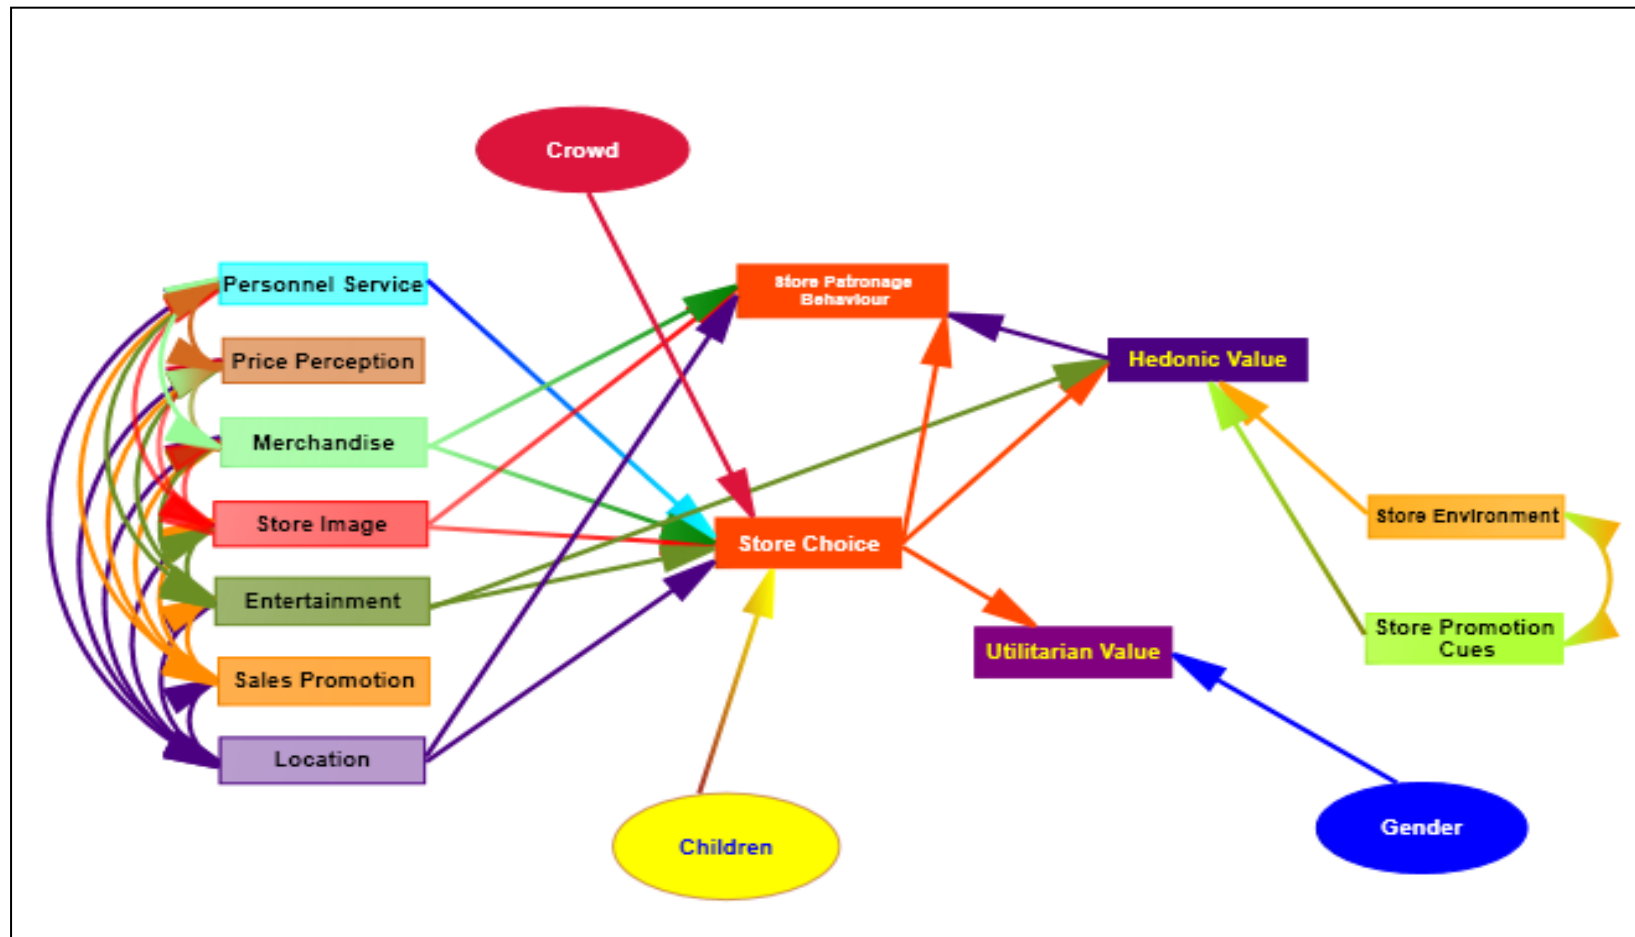 Crowd
Personnel Service
Store Patronage
Behaviour
Price Perception
Hedonic Value
Merchandise
Store Image
Store Environment
Store Choice
Entertainment
Store Promotion
Cues
Utilitarian Value
Sales Promotion
Location
Children
Gender